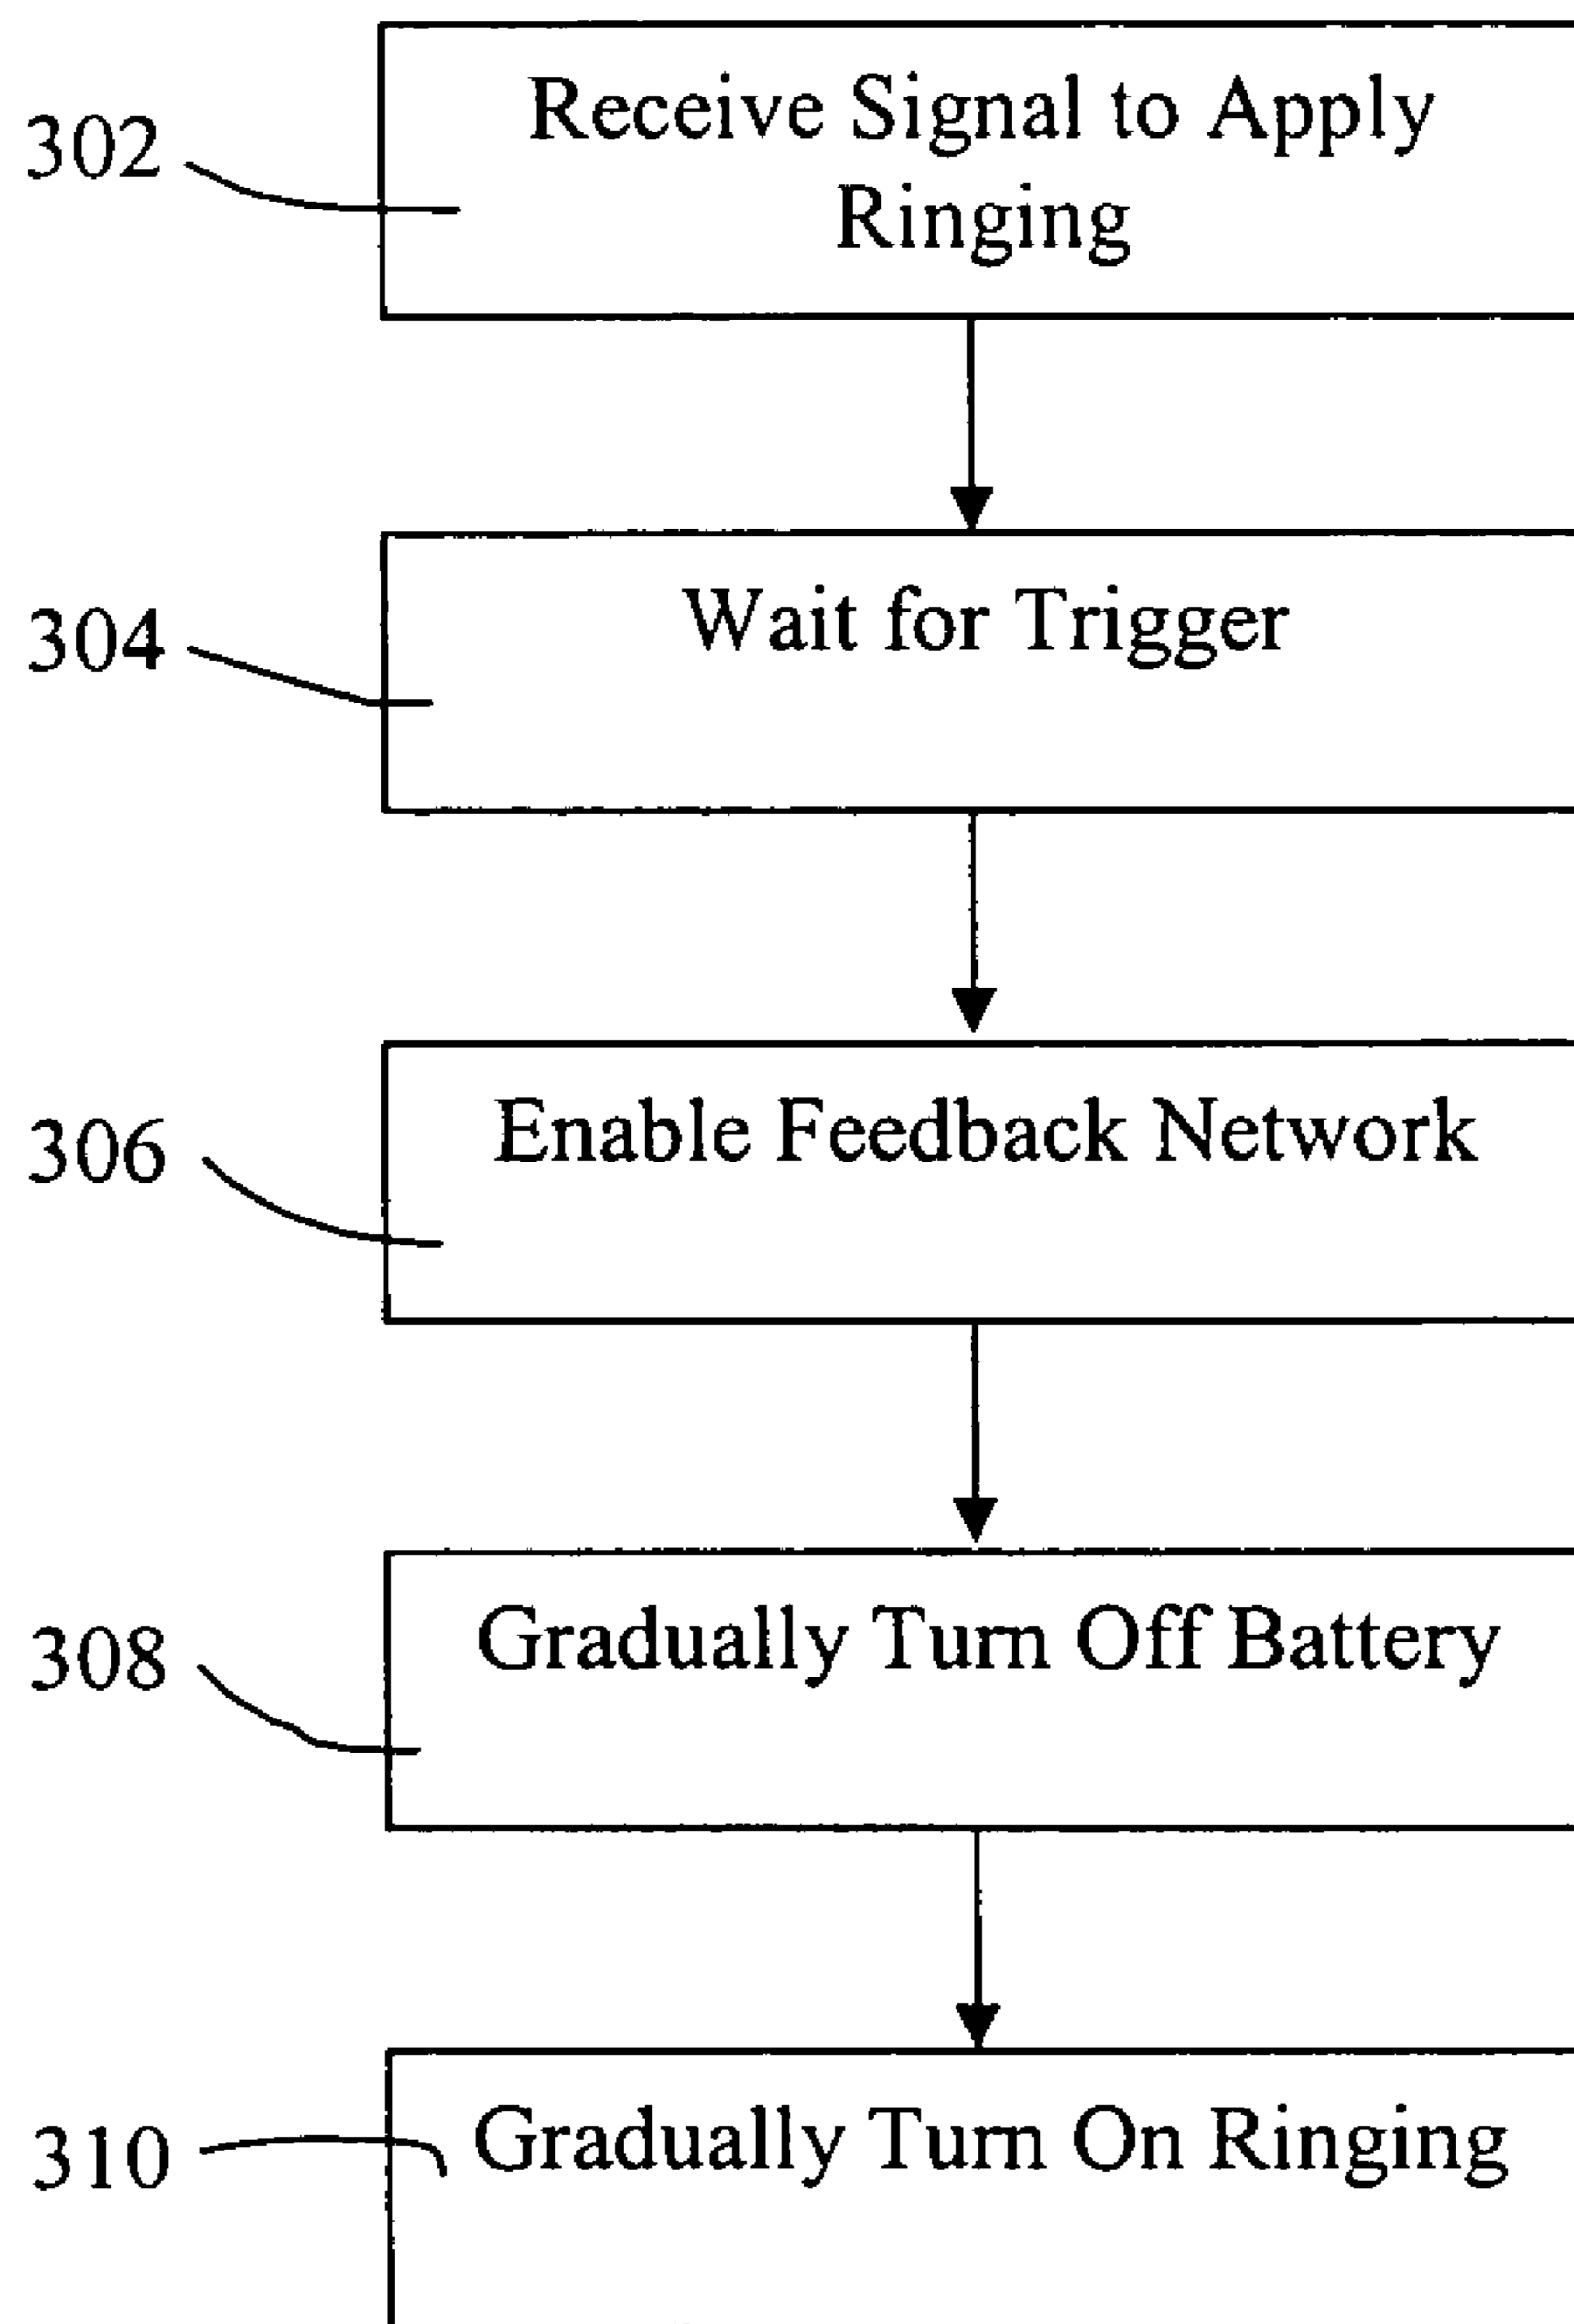 Receive Signal to Apply
Ringing
302
Wait for Trigger
304
Enable Feedback Network
306
Gradually Turn Off Battery
308
Gradually Turn On Ringing
310